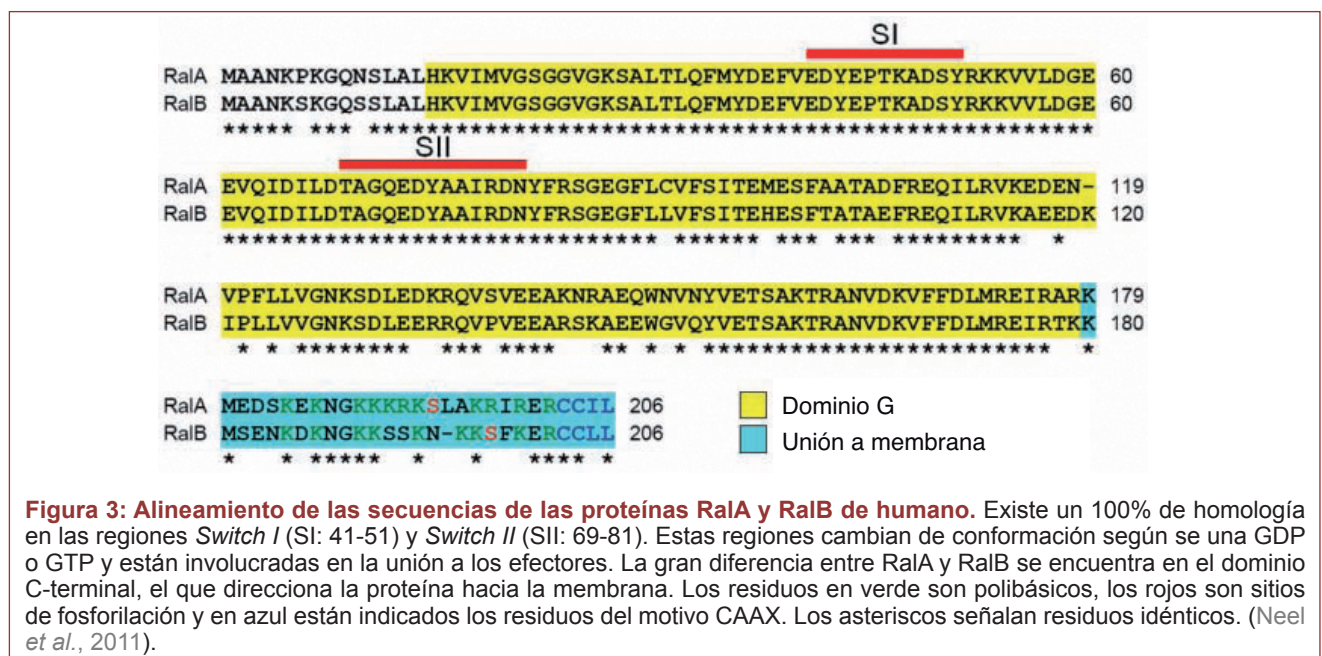 SI
RalA MAANKPKGQNSLALHKVIMVGSGGVGKSALTLQFMYDEFVEDYEPTKADSYRKKVVLDGE 60
RalB MAANKSKGQSSLALHKVIMVGSGGVGKSALTLQFMYDEFVEDYEPTKADSYRKKVVLDGE 60
***** *** ************************************************
SII
RalA EVQIDILDTAGQEDYAAIRDNYFRSGEGFLCVFSITEMESFAATADFREQILRVKEDEN- 119
RalB EVQIDILDTAGQEDYAAIRDNYFRSGEGFLLVFSITEHESFTATAEFREQILRVKAEEDK 120
****************************** ****** *** *** ********* *
RalA VPFLLVGNKSDLEDKRQVSVEEAKNRAEQWNVNYVETSAKTRANVDKVFFDLMREIRARK 179
RalB IPLLVVGNKSDLEERRQVPVEEARSKAEEWGVQYVETSAKTRANVDKVFFDLMREIRTKK 180
* * ******** *** **** ** * * ************************ *
RalA MEDSKEKNGKKKRKSLAKRIRERCCIL 206
RalB MSENKDKNGKKSSKN-KKSFKERCCLL 206
* * ***** * * **** *
Dominio G
Unión a membrana
Figura 3: Alineamiento de las secuencias de las proteínas RalA y RalB de humano. Existe un 100% de homología
en las regiones Switch I (SI: 41-51) y Switch II (SII: 69-81). Estas regiones cambian de conformación según se una GDP
o GTP y están involucradas en la unión a los efectores. La gran diferencia entre RalA y RalB se encuentra en el dominio
C-terminal, el que direcciona la proteína hacia la membrana. Los residuos en verde son polibásicos, los rojos son sitios
de fosforilación y en azul están indicados los residuos del motivo CAAX. Los asteriscos señalan residuos idénticos. (Neel
et al., 2011).